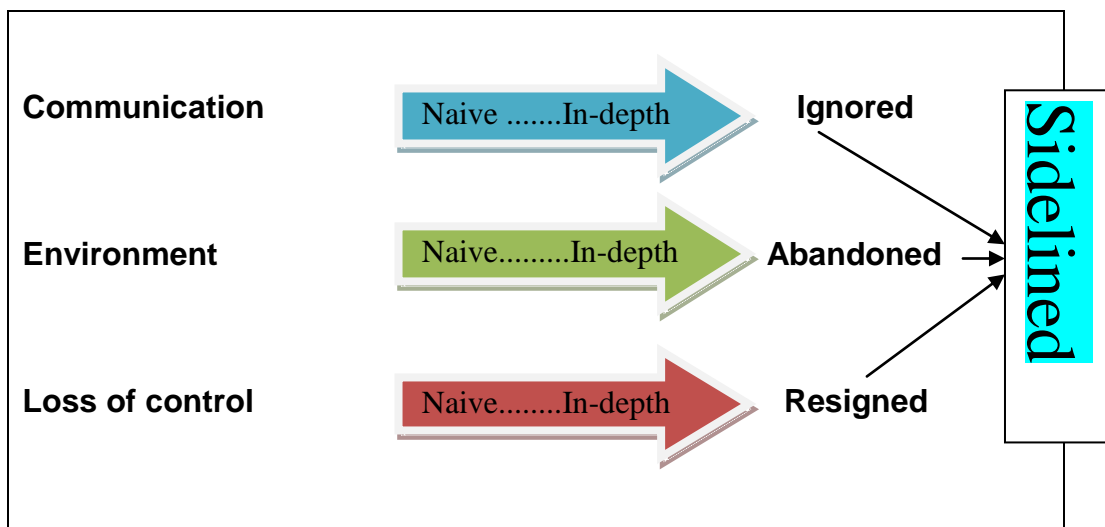 Communication
Naive .......In-depth
Ignored
Environment
Naive.........In-depth
Abandoned
Loss of control
Naive........In-depth
Resigned
Sidelined